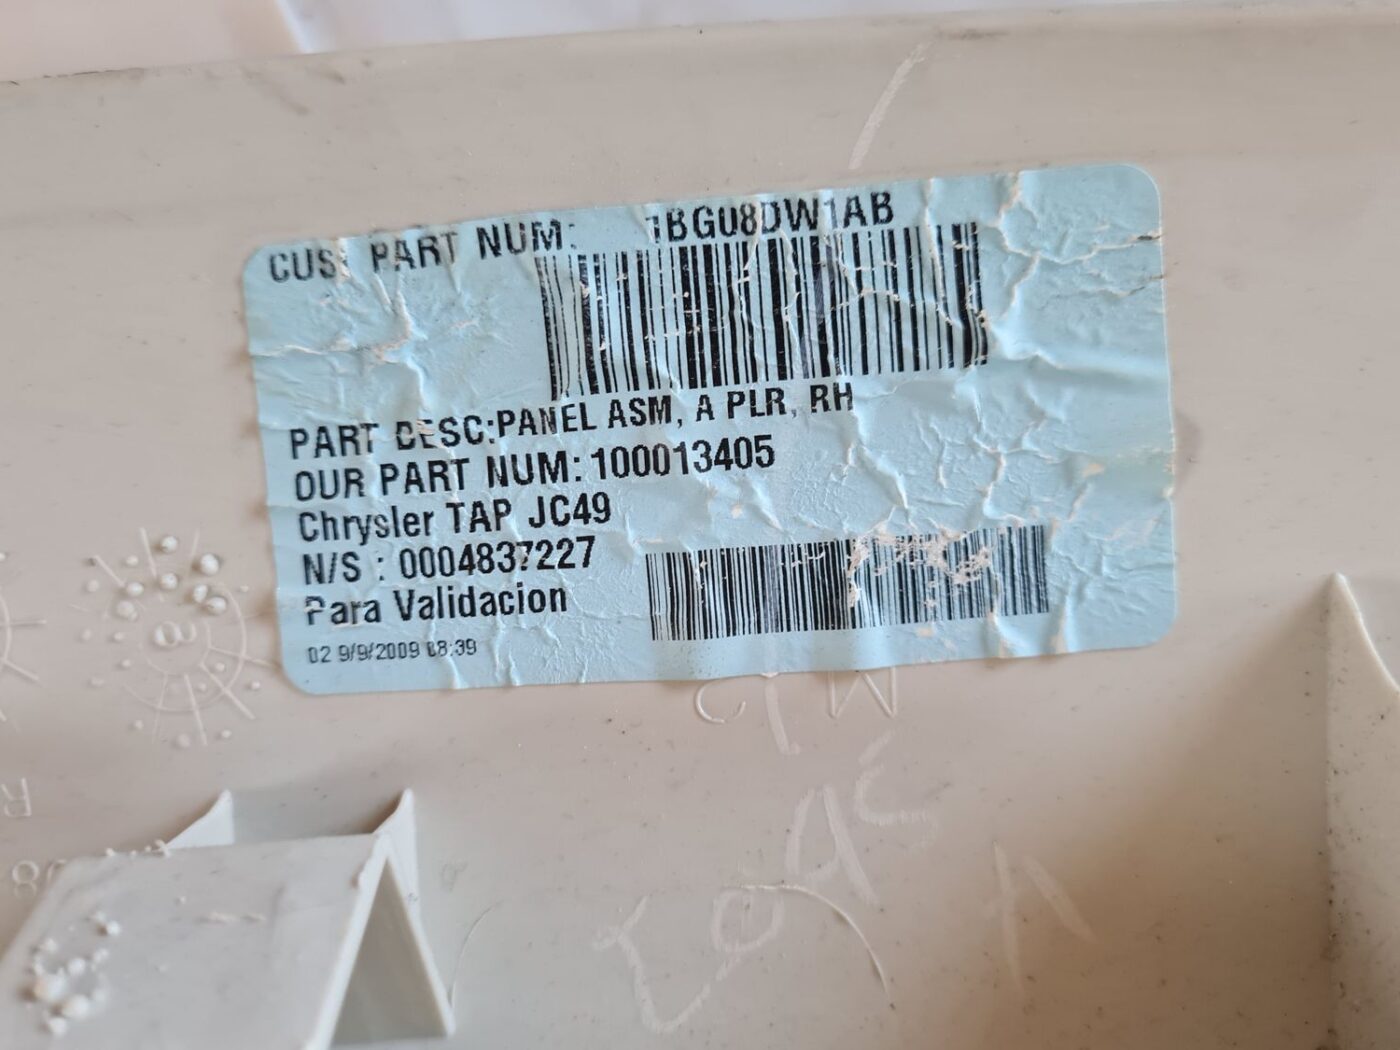 CUST PART NUM: 1BG08DW1AB
PART DESC:PANEL ASM, A PLR, RH
OUR PART NUM: 100013405
Chrysler TAP JC49
N/S : 0004837227
Para Validacion
02 9/9/2009 08:39